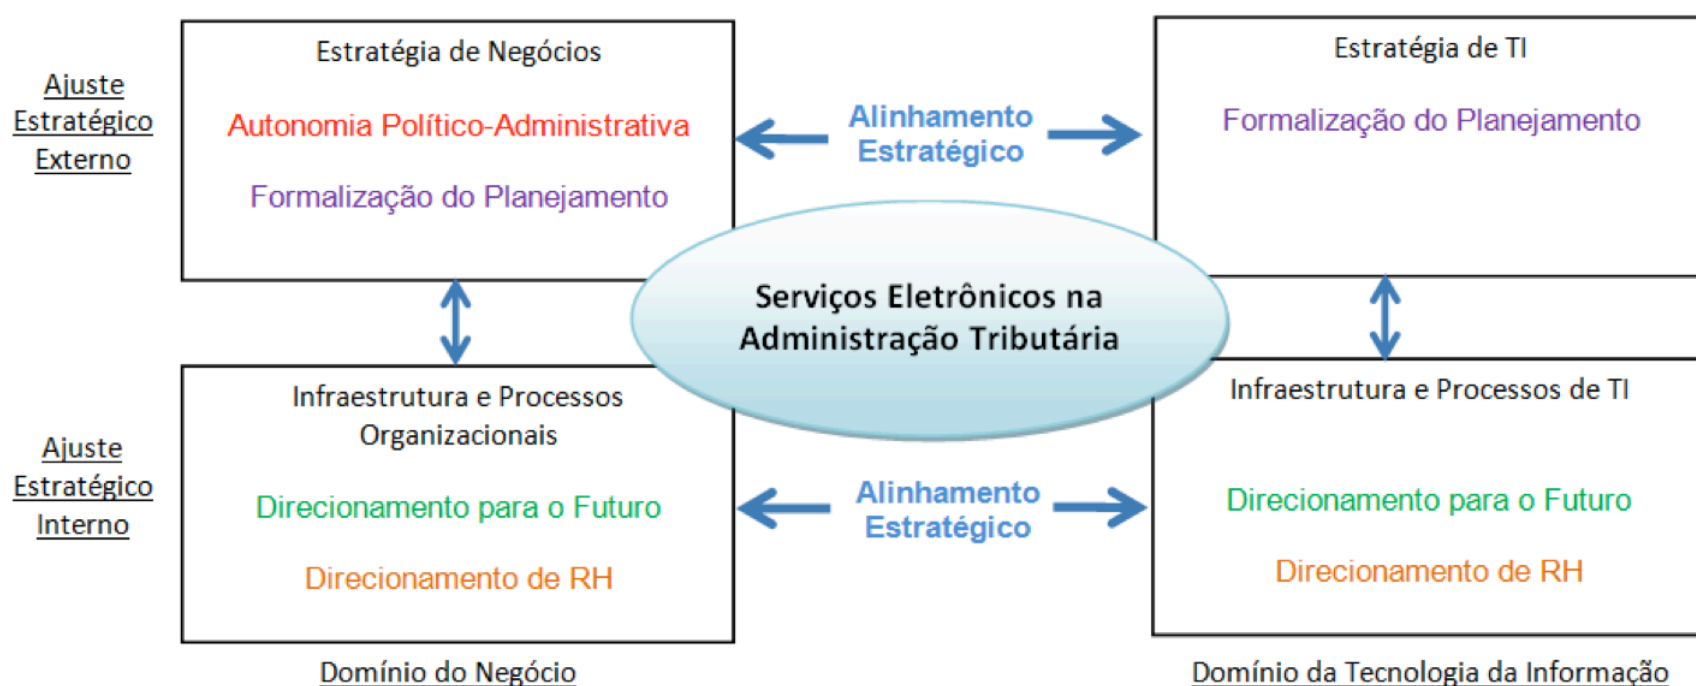 Ajuste
Estratégico
Externo
Estratégia de Negócios
Autonomia Político-Administrativa
Formalização do Planejamento
Alinhamento
Estratégico
Estratégia de TI
Formalização do Planejamento
Serviços Eletrônicos na
Administração Tributária
Ajuste
Estratégico
Interno
Infraestrutura e Processos
Organizacionais
Direcionamento para o Futuro
Direcionamento de RH
Alinhamento
Estratégico
Infraestrutura e Processos de TI
Direcionamento para o Futuro
Direcionamento de RH
Domínio do Negócio
Domínio da Tecnologia da Informação